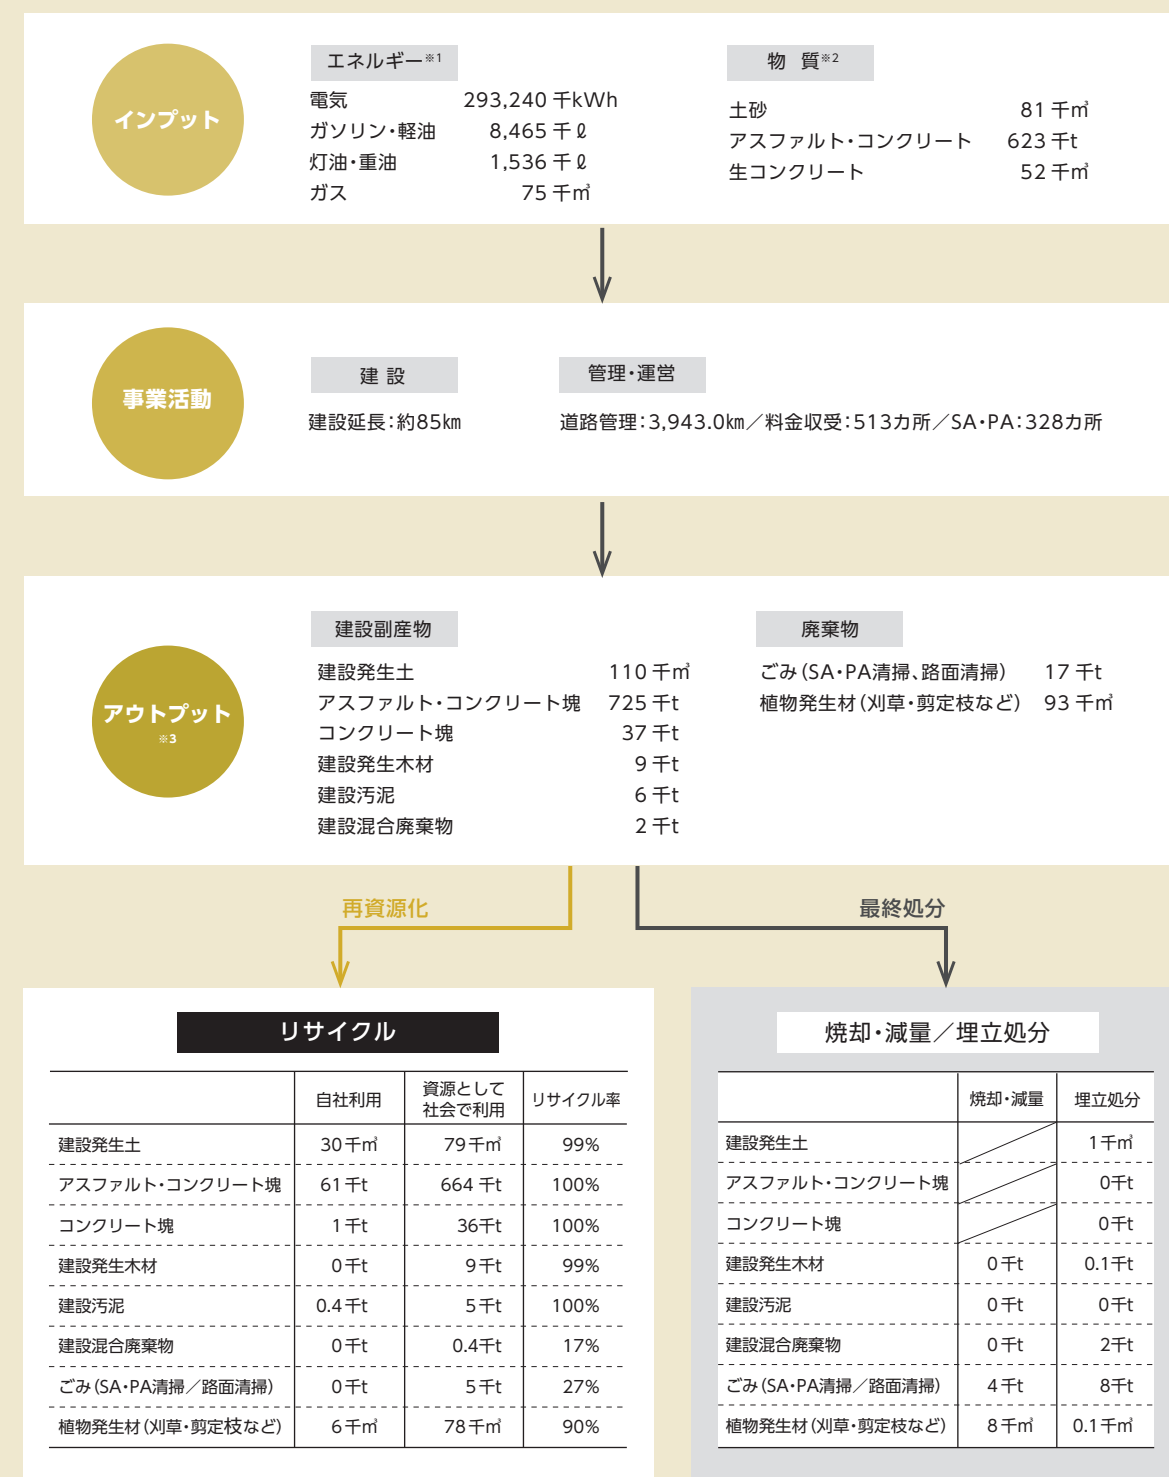 インプット
エネルギー※1
電気 293,240 千kWh
ガソリン・軽油 8,465 千ℓ
灯油・重油 1,536 千ℓ
ガス 75 千㎥
物 質※2
土砂 81 千㎥
アスファルト・コンクリート 623 千t
生コンクリート 52 千㎥
事業活動
建 設
建設延長：約85㎞
管理・運営
道路管理：3,943.0㎞／料金収受：513カ所／SA・PA：328カ所
アウトプット
※3
建設副産物
建設発生土 110 千㎥
アスファルト・コンクリート塊 725 千t
コンクリート塊 37 千t
建設発生木材 9 千t
建設汚泥 6 千t
建設混合廃棄物 2 千t
廃棄物
ごみ（SA・PA清掃、路面清掃） 17 千t
植物発生材（刈草・剪定枝など） 93 千㎥
再資源化
最終処分
リサイクル
自社利用 資源として社会で利用 リサイクル率
建設発生土 30千㎥ 79千㎥ 99%
アスファルト・コンクリート塊 61千t 664 千t 100%
コンクリート塊 1千t 36千t 100%
建設発生木材 0千t 9千t 99%
建設汚泥 0.4千t 5千t 100%
建設混合廃棄物 0千t 0.4千t 17%
ごみ（SA・PA清掃／路面清掃） 0千t 5千t 27%
植物発生材（刈草・剪定枝など） 6千㎥ 78千㎥ 90%
焼却・減量／埋立処分
焼却・減量 埋立処分
建設発生土 1千㎥
アスファルト・コンクリート塊 0千t
コンクリート塊 0千t
建設発生木材 0千t 0.1千t
建設汚泥 0千t 0千t
建設混合廃棄物 0千t 2千t
ごみ（SA・PA清掃／路面清掃） 4千t 8千t
植物発生材（刈草・剪定枝など） 8千㎥ 0.1千㎥